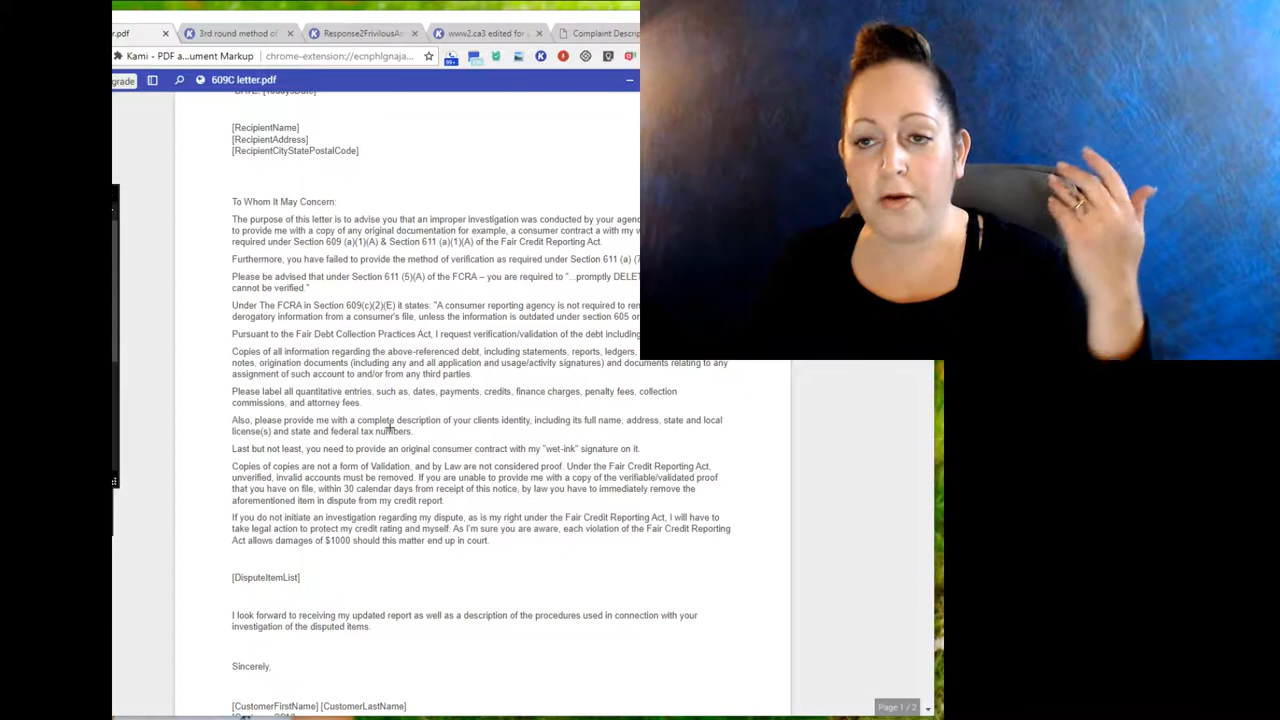 r.pdf
3rd round method of
Response2FrivilousAc
www2.ca3 edited for
Complaint Descrip
Kami - PDF a...ument Markup
chrome-extension://ecnphlgnaja
99+
grade
609C letter.pdf
DATE: [TodaysDate]
[RecipientName]
[RecipientAddress]
[RecipientCityStatePostalCode]
To Whom It May Concern:
The purpose of this letter is to advise you that an improper investigation was conducted by your agenc
to provide me with a copy of any original documentation for example, a consumer contract a with my w
required under Section 609 (a)(1)(A) & Section 611 (a)(1)(A) of the Fair Credit Reporting Act.
Furthermore, you have failed to provide the method of verification as required under Section 611 (a) (7
Please be advised that under Section 611 (5)(A) of the FCRA – you are required to "...promptly DELET
cannot be verified."
Under The FCRA in Section 609(c)(2)(E) it states: "A consumer reporting agency is not required to rem
derogatory information from a consumer's file, unless the information is outdated under section 605 or
Pursuant to the Fair Debt Collection Practices Act, I request verification/validation of the debt including
Copies of all information regarding the above-referenced debt, including statements, reports, ledgers,
notes, origination documents (including any and all application and usage/activity signatures) and documents relating to any
assignment of such account to and/or from any third parties.
Please label all quantitative entries, such as, dates, payments, credits, finance charges, penalty fees, collection
commissions, and attorney fees.
Also, please provide me with a complete description of your clients identity, including its full name, address, state and local
license(s) and state and federal tax numbers.
Last but not least, you need to provide an original consumer contract with my "wet-ink" signature on it.
Copies of copies are not a form of Validation, and by Law are not considered proof. Under the Fair Credit Reporting Act,
unverified, invalid accounts must be removed. If you are unable to provide me with a copy of the verifiable/validated proof
that you have on file, within 30 calendar days from receipt of this notice, by law you have to immediately remove the
aforementioned item in dispute from my credit report.
If you do not initiate an investigation regarding my dispute, as is my right under the Fair Credit Reporting Act, I will have to
take legal action to protect my credit rating and myself. As I'm sure you are aware, each violation of the Fair Credit Reporting
Act allows damages of $1000 should this matter end up in court.
[DisputeItemList]
I look forward to receiving my updated report as well as a description of the procedures used in connection with your
investigation of the disputed items.
Sincerely,
[CustomerFirstName] [CustomerLastName]
Page 1 / 2